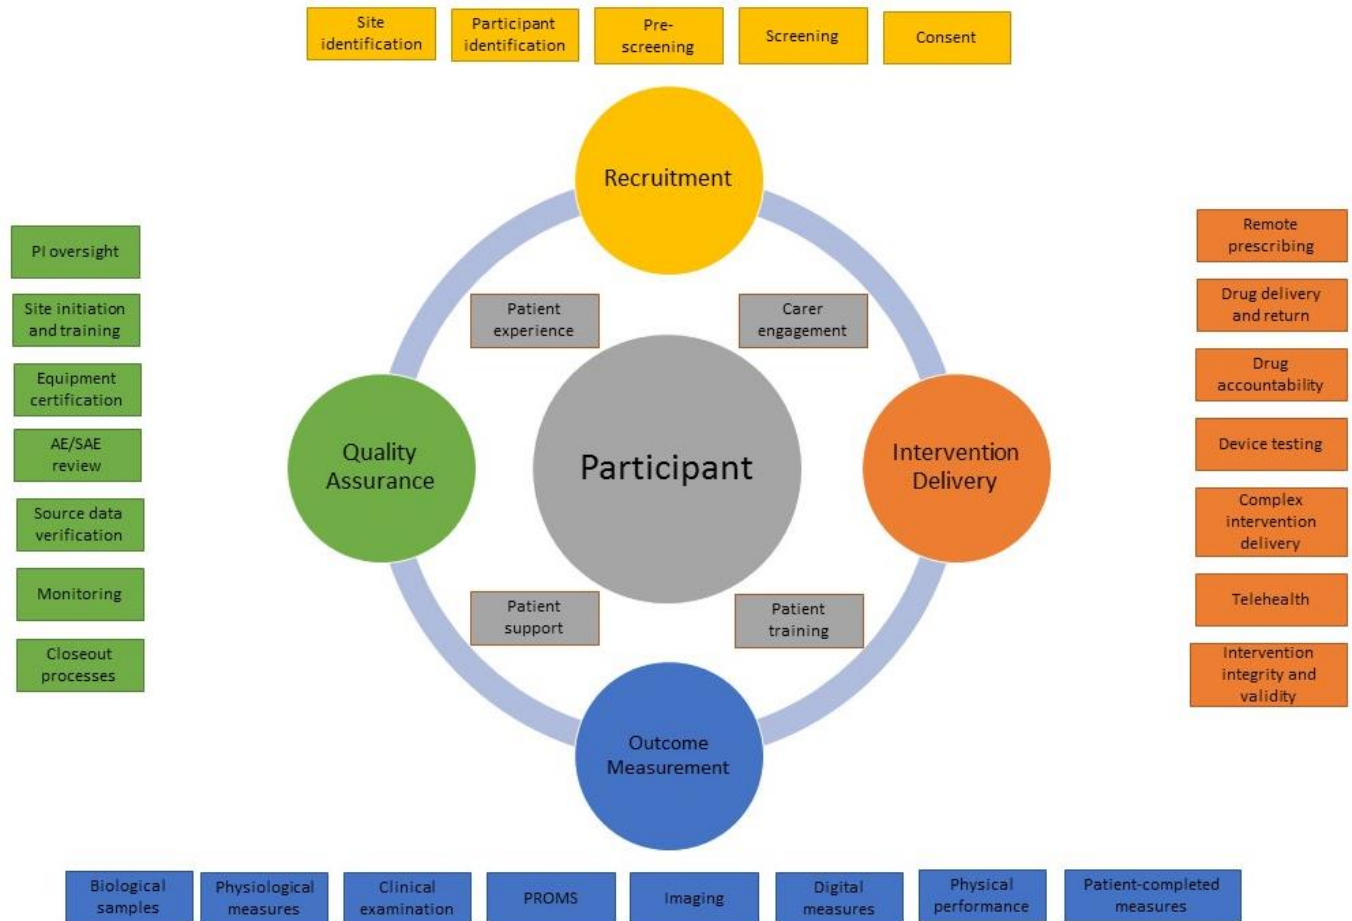 Site
identification
Participant
identification
Pre-
screening
Screening
Consent
Recruitment
PI oversight
Site initiation
and training
Equipment
certification
AE/SAE
review
Source data
verification
Monitoring
Closeout
processes
Patient
experience
Carer
engagement
Quality
Assurance
Participant
Intervention
Delivery
Patient
support
Patient
training
Outcome
Measurement
Remote
prescribing
Drug delivery
and return
Drug
accountability
Device testing
Complex
intervention
delivery
Telehealth
Intervention
integrity and
validity
Biological
samples
Physiological
measures
Clinical
examination
PROMS
Imaging
Digital
measures
Physical
performance
Patient-completed
measures